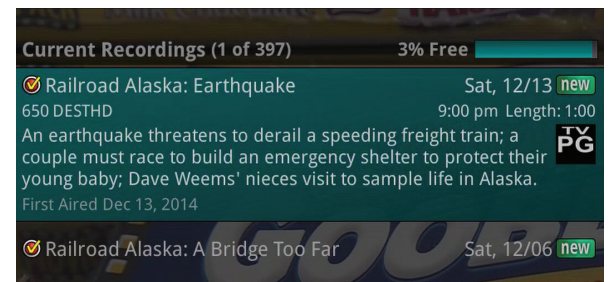 Current Recordings (1 of 397) 3% Free
Railroad Alaska: Earthquake Sat, 12/13 new
650 DESTHD 9:00 pm Length: 1:00
An earthquake threatens to derail a speeding freight train; a
couple must race to build an emergency shelter to protect their
young baby; Dave Weems' nieces visit to sample life in Alaska.
TV
PG
First Aired Dec 13, 2014
Railroad Alaska: A Bridge Too Far Sat, 12/06 new
GOOBE